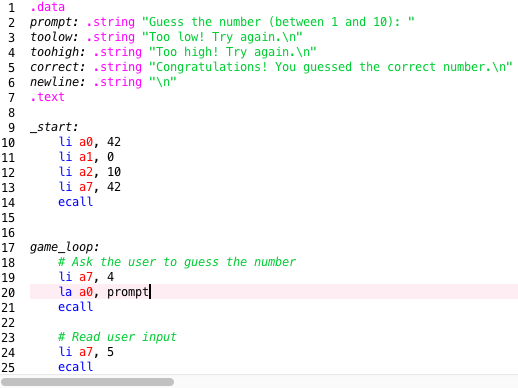 1 .data
2 prompt: .string "Guess the number (between 1 and 10): "
3 toolow: .string "Too low! Try again.\n"
4 toohigh: .string "Too high! Try again.\n"
5 correct: .string "Congratulations! You guessed the correct number.\n"
6 newline: .string "\n"
7 .text
8
9 _start:
10     li a0, 42
11     li a1, 0
12     li a2, 10
13     li a7, 42
14     ecall
15
16
17 game_loop:
18     # Ask the user to guess the number
19     li a7, 4
20     la a0, prompt
21     ecall
22
23     # Read user input
24     li a7, 5
25     ecall